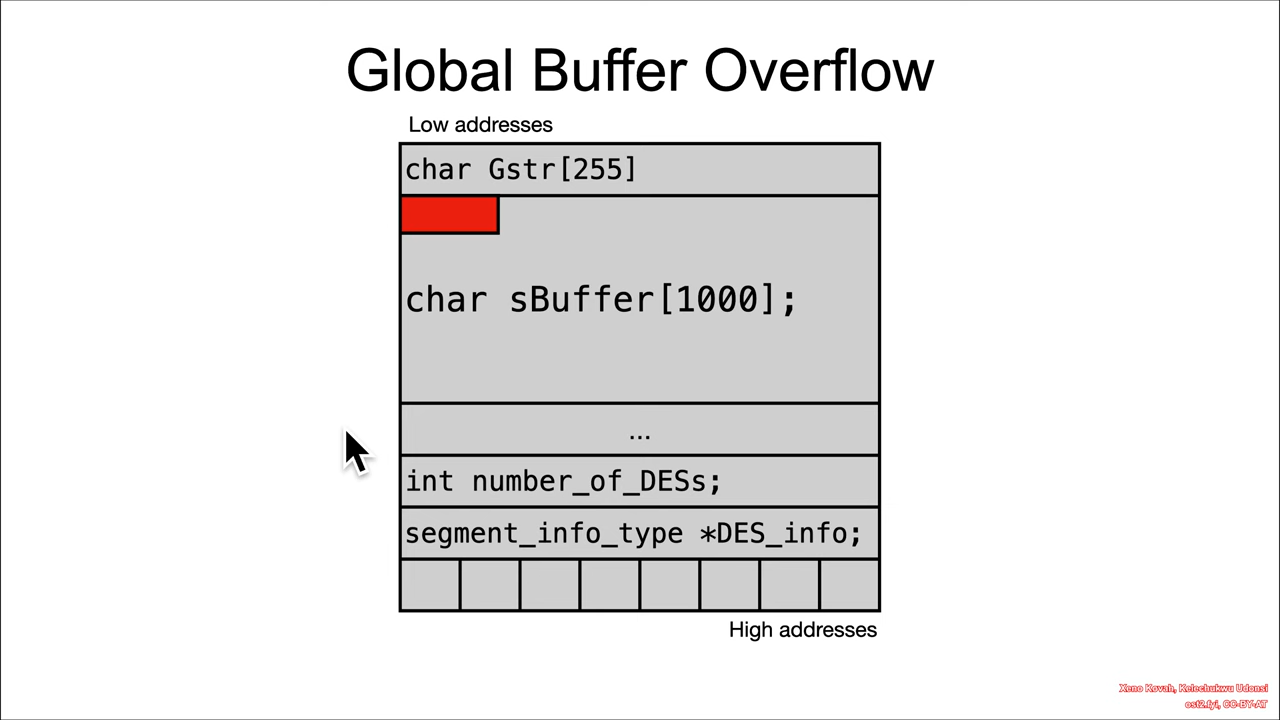 Global Buffer Overflow
Low addresses
char Gstr[255]
char sBuffer[1000];
...
int number_of_DESs;
segment_info_type *DES_info;
High addresses
Xeno Kovah, Kelechukwu Udonsi
ost2.fyi, CC-BY-AT